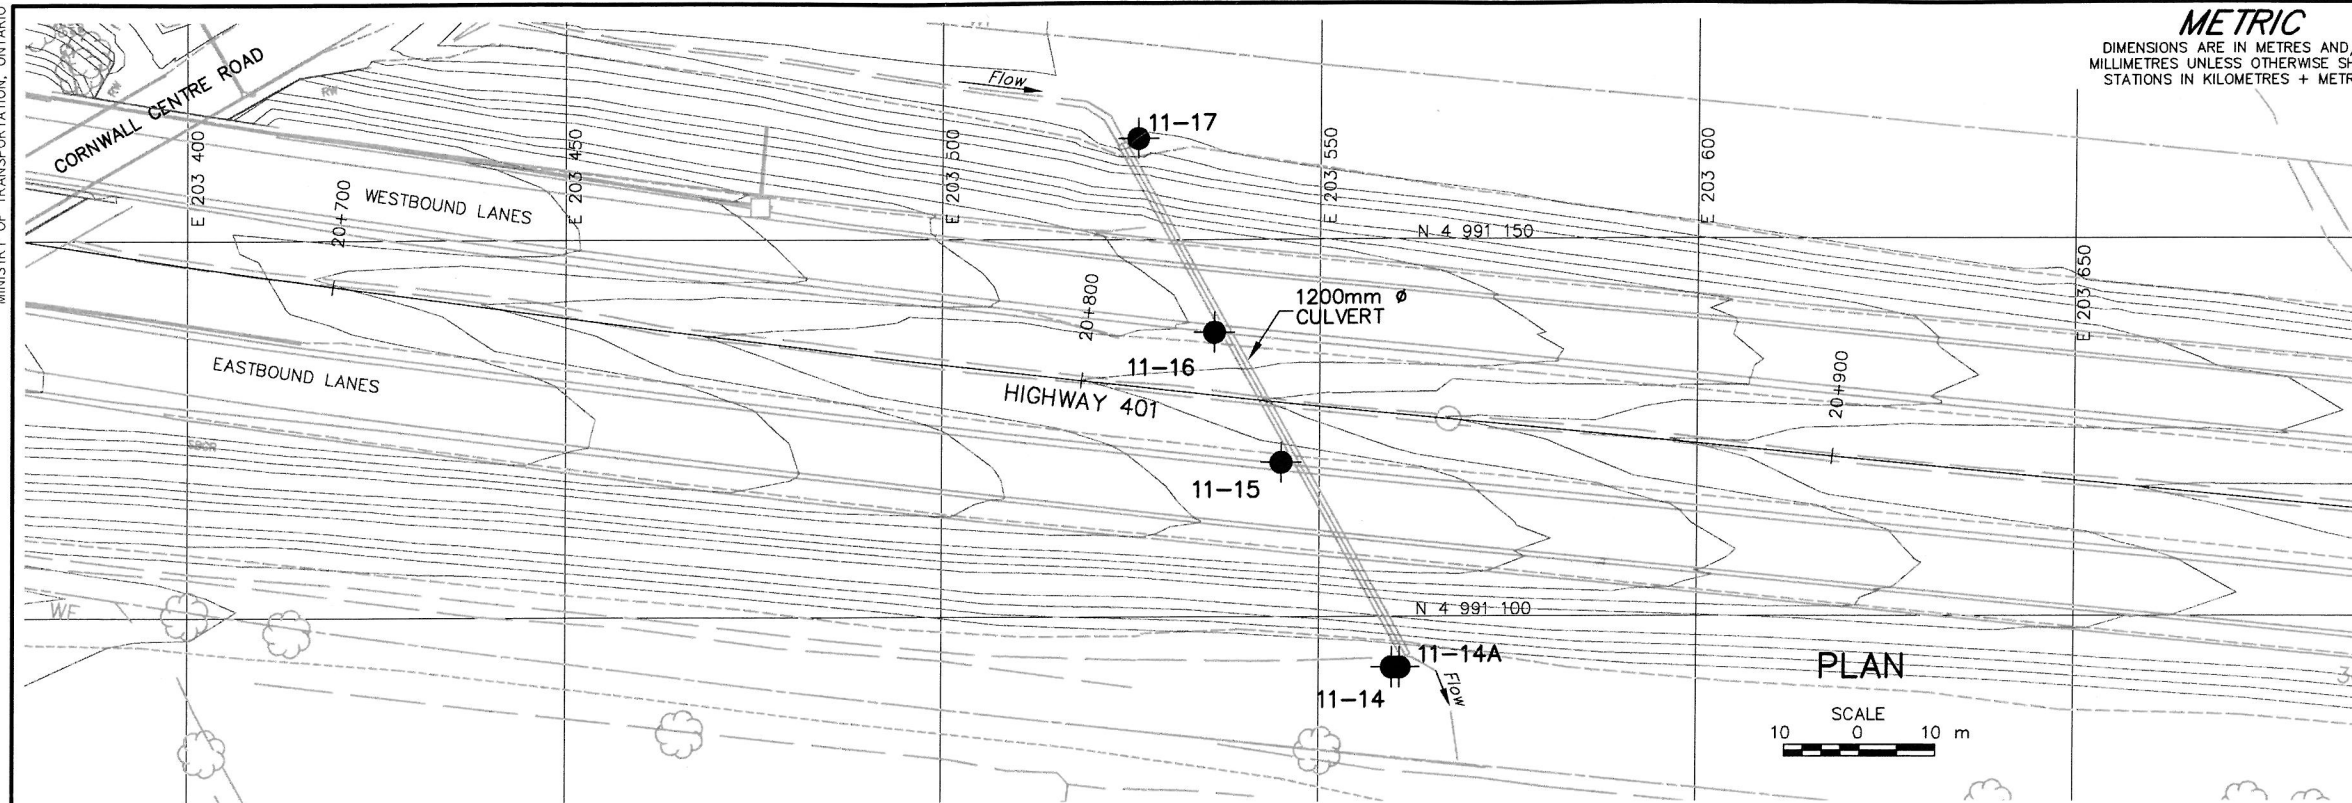 MINISTRY OF TRANSPORTATION, ONTARIO
METRIC
DIMENSIONS ARE IN METRES AND
MILLIMETRES UNLESS OTHERWISE
STATIONS IN KILOMETRES +
CORNWALL CENTRE ROAD
RW
RW
Flow
11-17
E 203 400
E 203 450
E 203 500
E 203 550
E 203 600
E 203 650
20+700
WESTBOUND LANES
N 4 991 150
20+800
1200mm ø
CULVERT
11-16
EASTBOUND LANES
HIGHWAY 401
20+900
11-15
N 4 991 100
11-14A
11-14
Flow
PLAN
SCALE
10 0 10 m